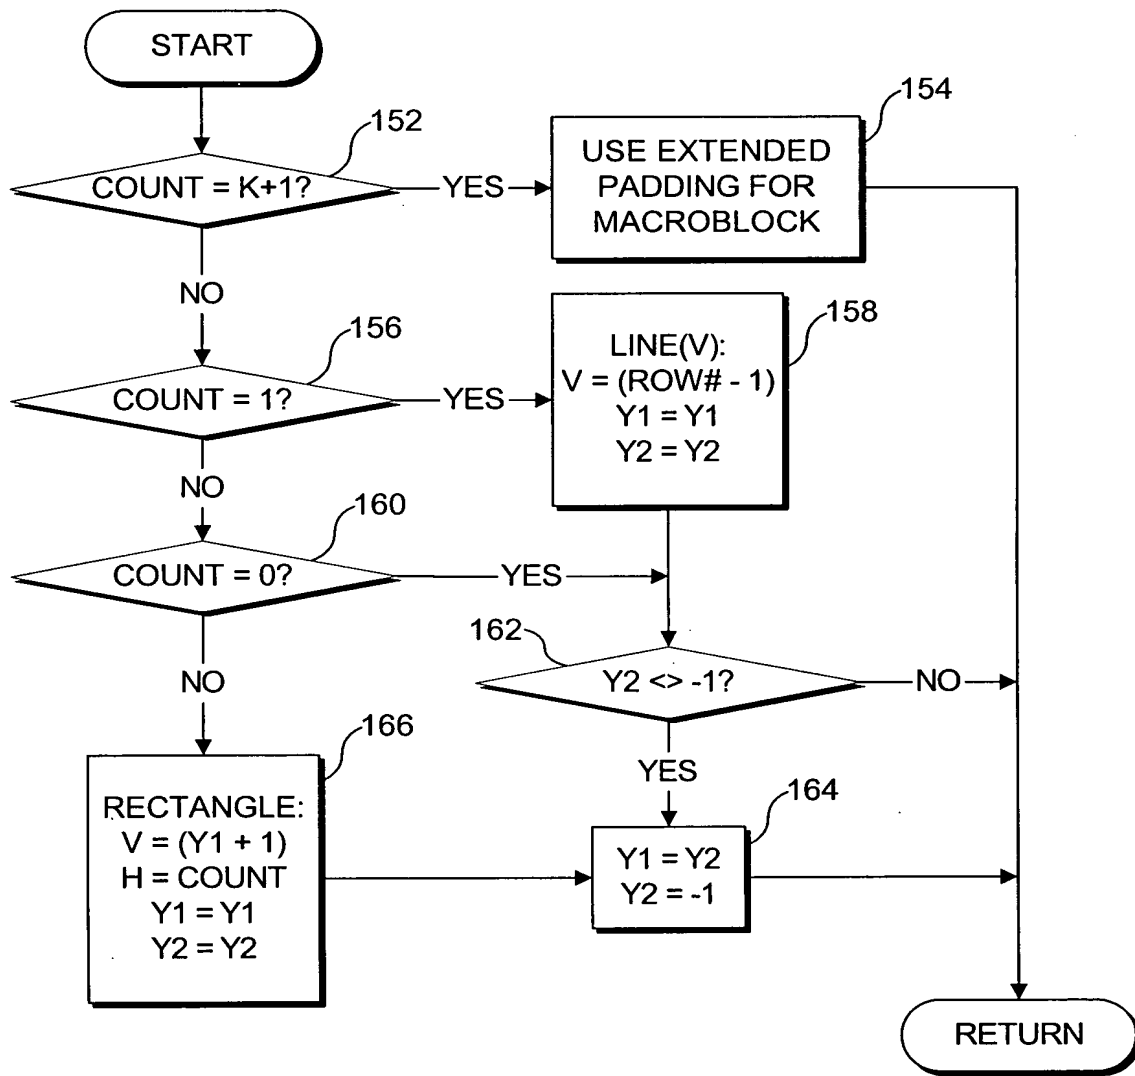 START
152
COUNT = K+1?
YES
154
USE EXTENDED
PADDING FOR
MACROBLOCK
NO
156
COUNT = 1?
YES
158
LINE(V):
V = (ROW# - 1)
Y1 = Y1
Y2 = Y2
NO
160
COUNT = 0?
YES
162
Y2 <> -1?
NO
NO
YES
166
RECTANGLE:
V = (Y1 + 1)
H = COUNT
Y1 = Y1
Y2 = Y2
164
Y1 = Y2
Y2 = -1
RETURN